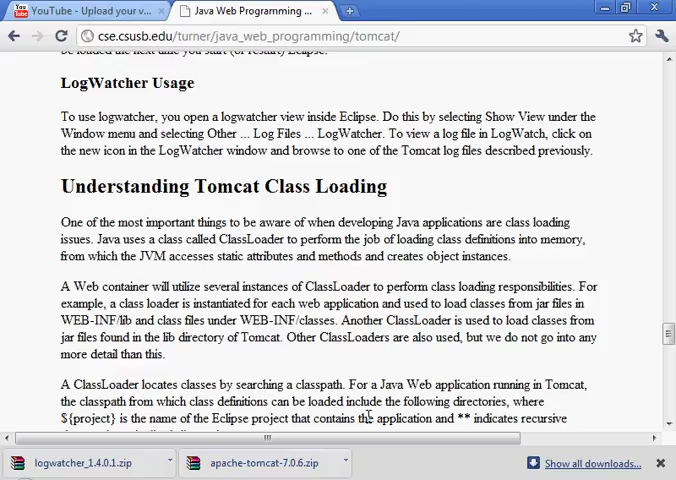 YouTube - Upload your v...
Java Web Programming ...
cse.csusb.edu/turner/java_web_programming/tomcat/
be loaded the next time you start (or restart) Eclipse.
LogWatcher Usage
To use logwatcher, you open a logwatcher view inside Eclipse. Do this by selecting Show View under the
Window menu and selecting Other ... Log Files ... LogWatcher. To view a log file in LogWatch, click on
the new icon in the LogWatcher window and browse to one of the Tomcat log files described previously.
Understanding Tomcat Class Loading
One of the most important things to be aware of when developing Java applications are class loading
issues. Java uses a class called ClassLoader to perform the job of loading class definitions into memory,
from which the JVM accesses static attributes and methods and creates object instances.
A Web container will utilize several instances of ClassLoader to perform class loading responsibilities. For
example, a class loader is instantiated for each web application and used to load classes from jar files in
WEB-INF/lib and class files under WEB-INF/classes. Another ClassLoader is used to load classes from
jar files found in the lib directory of Tomcat. Other ClassLoaders are also used, but we do not go into any
more detail than this.
A ClassLoader locates classes by searching a classpath. For a Java Web application running in Tomcat,
the classpath from which class definitions can be loaded include the following directories, where
${project} is the name of the Eclipse project that contains the application and ** indicates recursive
logwatcher_1.4.0.1.zip
apache-tomcat-7.0.6.zip
Show all downloads...